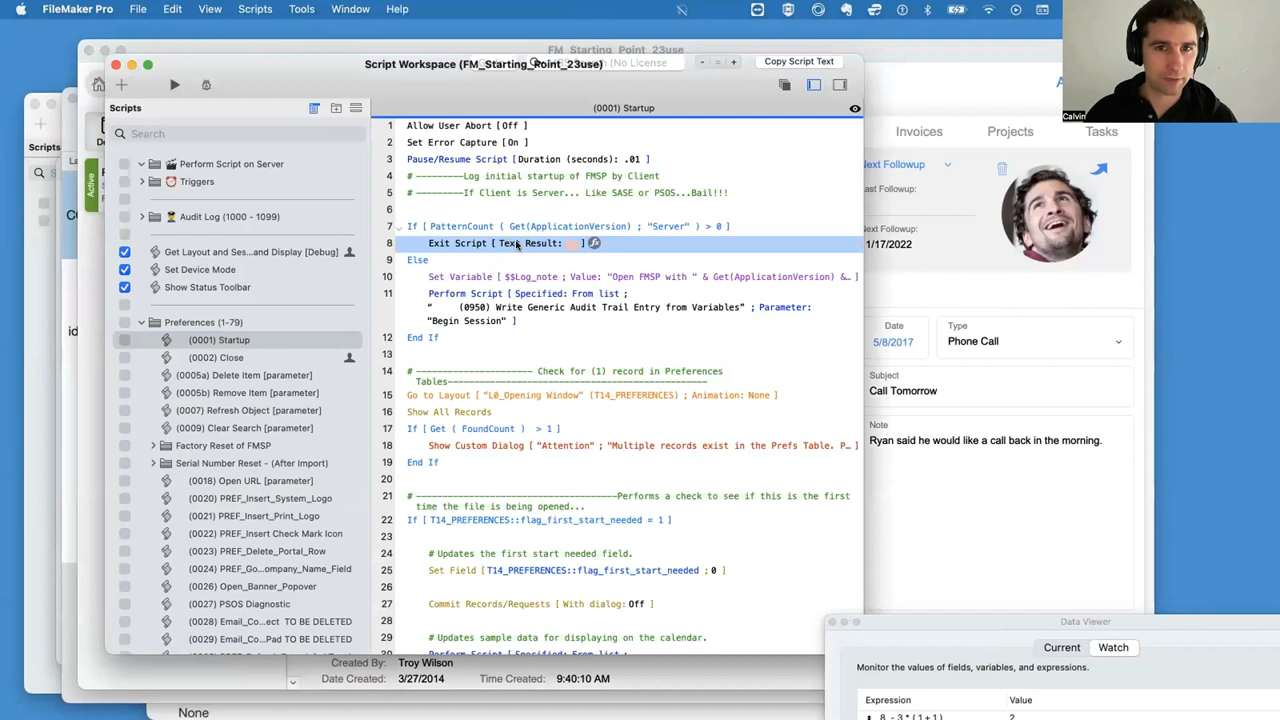 FileMaker Pro File Edit View Scripts Tools Window Help
Calvin
FM_Starting_Point_23use
Script Workspace (FM_Starting_Point_23use)
(No License
- = +
Copy Script Text
Scripts
Scripts
(0001) Startup
Search
Active
Perform Script on Server
Triggers
Audit Log (1000 - 1099)
Get Layout and Ses...and Display [Debug]
Set Device Mode
Show Status Toolbar
Preferences (1-79)
(0001) Startup
(0002) Close
(0005a) Delete Item [parameter]
(0005b) Remove Item [parameter]
(0007) Refresh Object [parameter]
(0009) Clear Search [parameter]
Factory Reset of FMSP
Serial Number Reset - (After Import)
(0018) Open URL [parameter]
(0020) PREF_Insert_System_Logo
(0021) PREF_Insert_Print_Logo
(0022) PREF_Insert Check Mark Icon
(0023) PREF_Delete_Portal_Row
(0024) PREF_Go...ompany_Name_Field
(0026) Open_Banner_Popover
(0027) PSOS Diagnostic
(0028) Email_Co...ect TO BE DELETED
(0029) Email_Co...Pad TO BE DELETED
1 Allow User Abort [ Off ]
2 Set Error Capture [ On ]
3 Pause/Resume Script [ Duration (seconds): .01 ]
4 # ---------Log initial startup of FMSP by Client
5 # ---------If Client is Server... Like SASE or PSOS...Bail!!!
6
7 If [ PatternCount ( Get(ApplicationVersion) ; "Server" ) > 0 ]
8 Exit Script [ Text Result: ]
9 Else
10 Set Variable [ $$Log_note ; Value: "Open FMSP with " & Get(ApplicationVersion) &... ]
11 Perform Script [ Specified: From list ;
“ (0950) Write Generic Audit Trail Entry from Variables” ; Parameter:
"Begin Session" ]
12 End If
13
14 # ---------------------- Check for (1) record in Preferences
Tables---------------------------------------------
15 Go to Layout [ “L0_Opening Window” (T14_PREFERENCES) ; Animation: None ]
16 Show All Records
17 If [ Get ( FoundCount ) > 1 ]
18 Show Custom Dialog [ "Attention" ; "Multiple records exist in the Prefs Table. P... ]
19 End If
20
21 # -----------------------------------Performs a check to see if this is the first
time the file is being opened...
22 If [ T14_PREFERENCES::flag_first_start_needed = 1 ]
23
24 # Updates the first start needed field.
25 Set Field [ T14_PREFERENCES::flag_first_start_needed ; 0 ]
26
27 Commit Records/Requests [ With dialog: Off ]
28
29 # Updates sample data for displaying on the calendar.
Invoices Projects Tasks
Next Followup
Last Followup:
Next Followup:
1/17/2022
Date
5/8/2017
Type
Phone Call
Subject
Call Tomorrow
Note
Ryan said he would like a call back in the morning.
Created By: Troy Wilson
Date Created: 3/27/2014 Time Created: 9:40:10 AM
None
Data Viewer
Current Watch
Monitor the values of fields, variables, and expressions.
Expression Value
8 - 3 * ( 1 + 1 ) 2